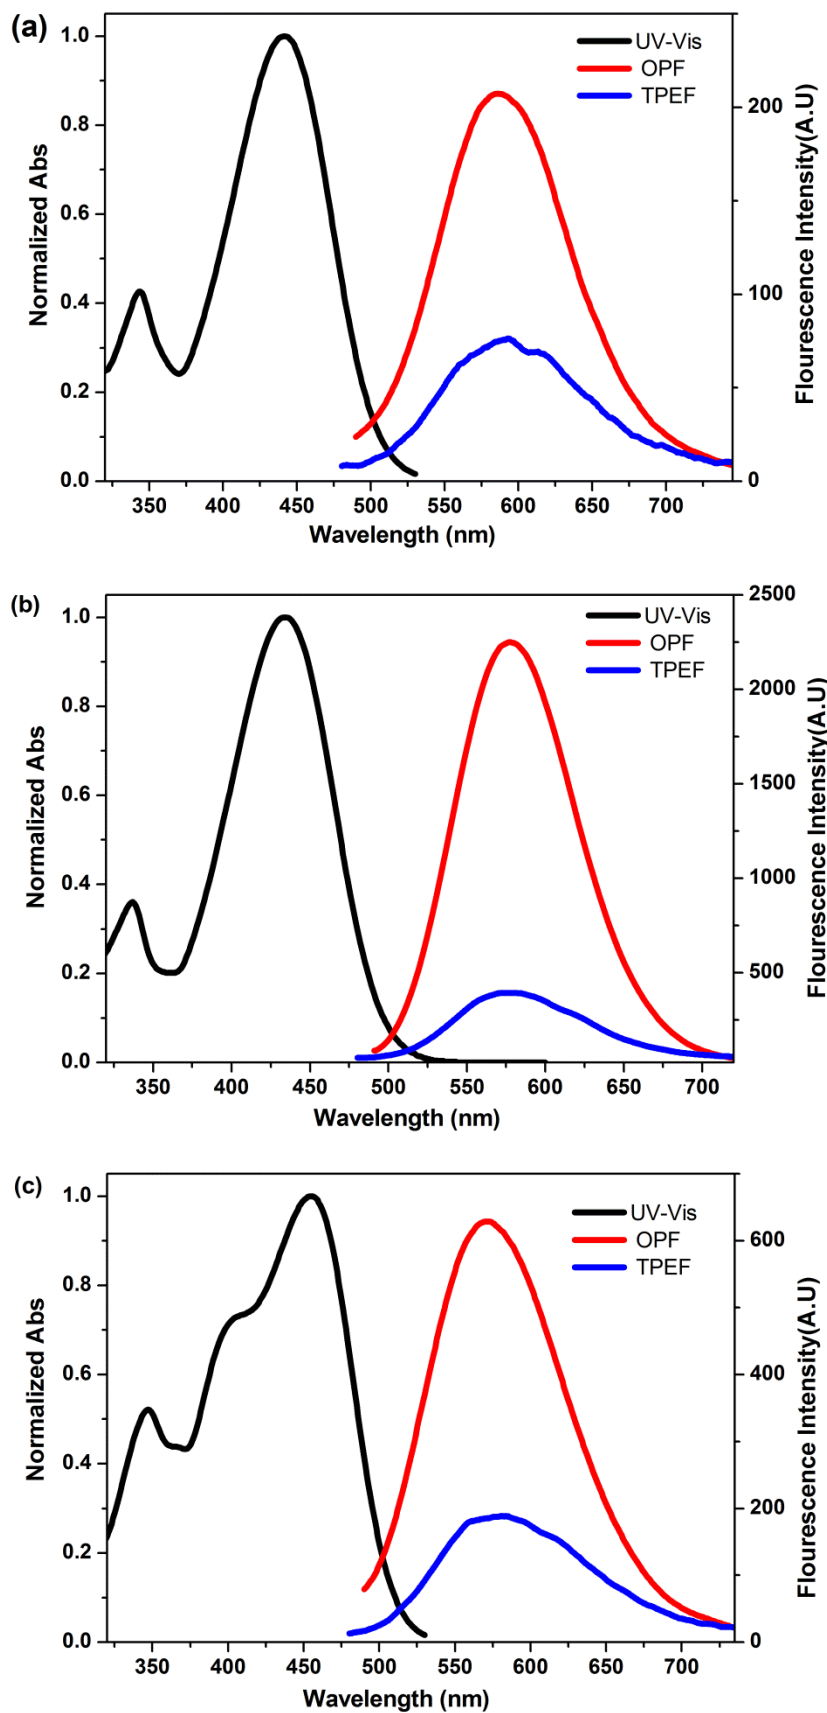 (a)
UV-Vis
OPF
TPEF
1.0
0.8
0.6
0.4
0.2
0.0
Normalized Abs
200
100
0
Flourescence Intensity(A.U)
350 400 450 500 550 600 650 700
Wavelength (nm)
(b)
UV-Vis
OPF
TPEF
1.0
0.8
0.6
0.4
0.2
0.0
Normalized Abs
2500
2000
1500
1000
500
Flourescence Intensity(A.U)
350 400 450 500 550 600 650 700
Wavelength (nm)
(c)
UV-Vis
OPF
TPEF
1.0
0.8
0.6
0.4
0.2
0.0
Normalized Abs
600
400
200
0
Flourescence Intensity(A.U)
350 400 450 500 550 600 650 700
Wavelength (nm)